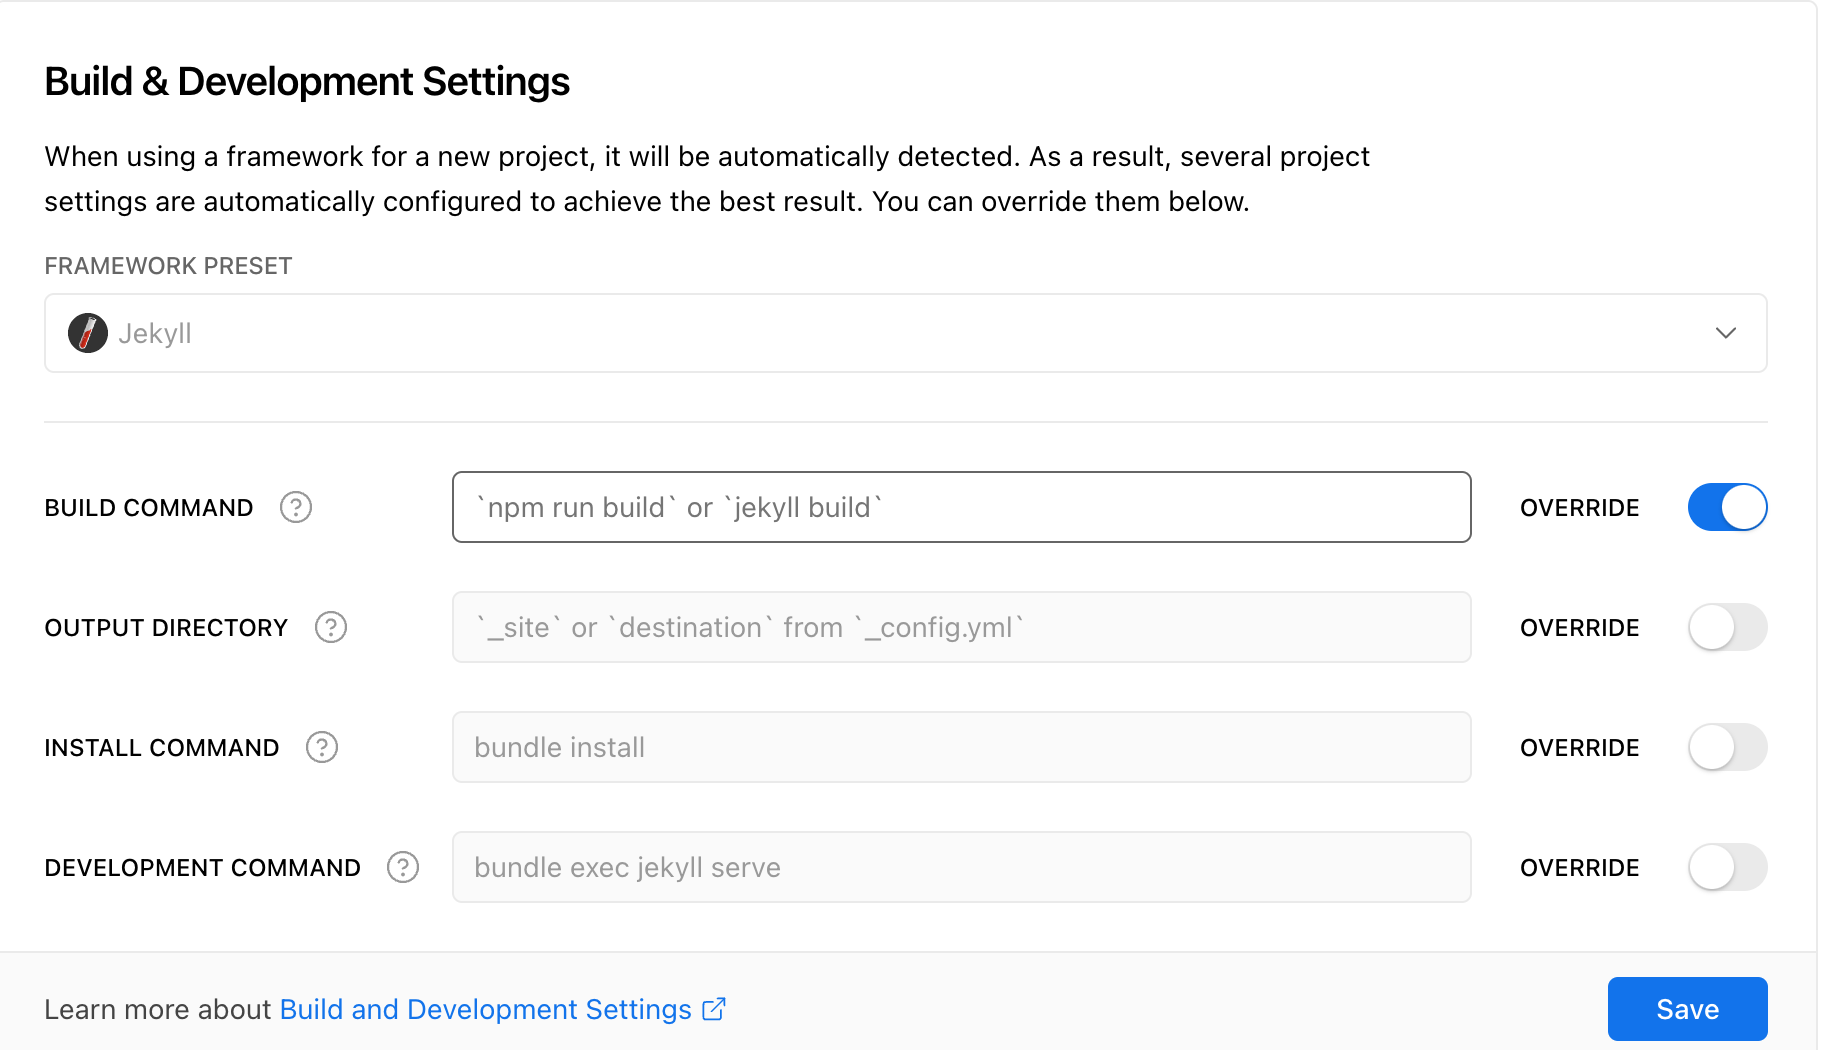 Build & Development Settings
When using a framework for a new project, it will be automatically detected. As a result, several project
settings are automatically configured to achieve the best result. You can override them below.
FRAMEWORK PRESET
Jekyll
BUILD COMMAND ? `npm run build` or `jekyll build` OVERRIDE
OUTPUT DIRECTORY ? `_site` or `destination` from `_config.yml` OVERRIDE
INSTALL COMMAND ? bundle install OVERRIDE
DEVELOPMENT COMMAND ? bundle exec jekyll serve OVERRIDE
Learn more about Build and Development Settings Save